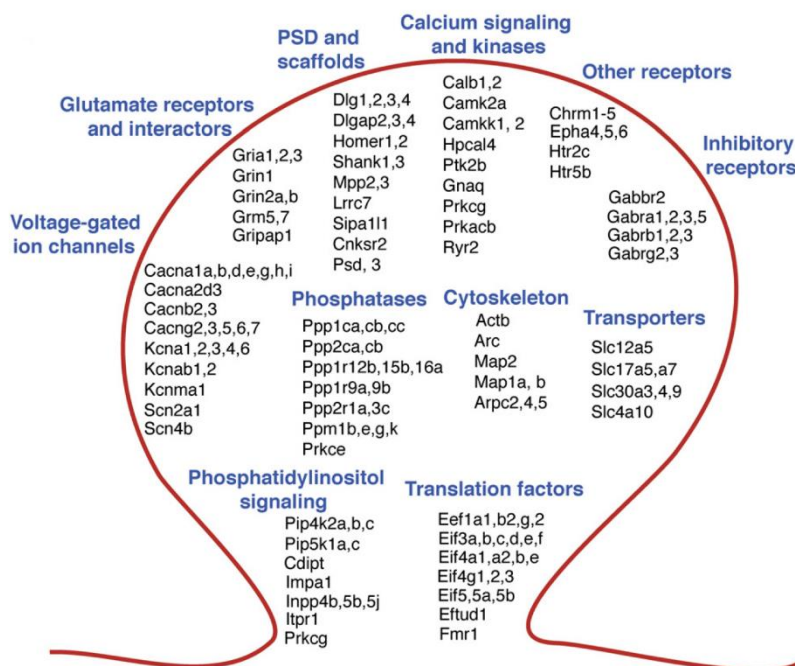 PSD and
scaffolds
Dlg1,2,3,4
Dlgap2,3,4
Homer1,2
Shank1,3
Mpp2,3
Lrrc7
Sipa1l1
Cnksr2
Psd, 3
Calcium signaling
and kinases
Calb1,2
Camk2a
Camkk1, 2
Hpcal4
Ptk2b
Gnaq
Prkcg
Prkacb
Ryr2
Other receptors
Chrm1-5
Epha4,5,6
Htr2c
Htr5b
Glutamate receptors
and interactors
Gria1,2,3
Grin1
Grin2a,b
Grm5,7
Gripap1
Inhibitory
receptors
Gabbr2
Gabra1,2,3,5
Gabrb1,2,3
Gabrg2,3
Voltage-gated
ion channels
Cacna1a,b,d,e,g,h,i
Cacna2d3
Cacnb2,3
Cacng2,3,5,6,7
Kcna1,2,3,4,6
Kcnab1,2
Kcnma1
Scn2a1
Scn4b
Phosphatases
Ppp1ca,cb,cc
Ppp2ca,cb
Ppp1r12b,15b,16a
Ppp1r9a,9b
Ppp2r1a,3c
Ppm1b,e,g,k
Prkce
Cytoskeleton
Actb
Arc
Map2
Map1a, b
Arpc2,4,5
Transporters
Slc12a5
Slc17a5,a7
Slc30a3,4,9
Slc4a10
Phosphatidylinositol
signaling
Pip4k2a,b,c
Pip5k1a,c
Cdipt
Impa1
Inpp4b,5b,5j
Itpr1
Prkcg
Translation factors
Eef1a1,b2,g,2
Eif3a,b,c,d,e,f
Eif4a1,a2,b,e
Eif4g1,2,3
Eif5,5a,5b
Eftud1
Fmr1